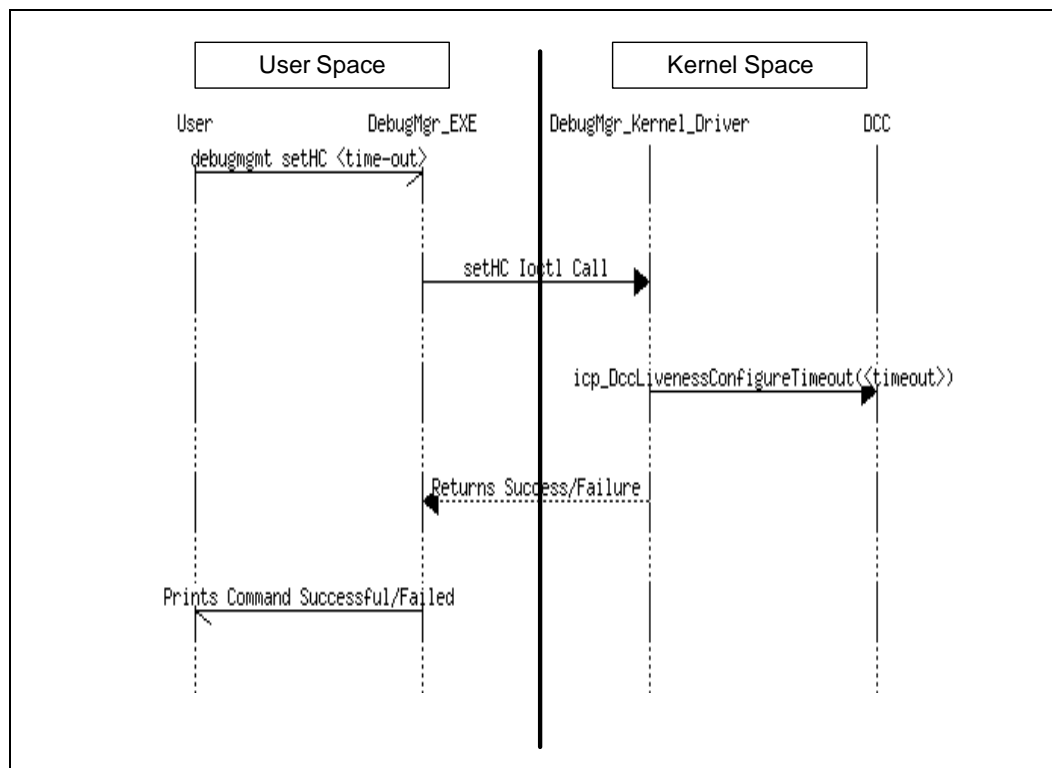 User Space
Kernel Space
User
DebugMgr_EXE
DebugMgr_Kernel_Driver
DCC
debugmgmt setHC <time-out>
setHC Ioctl Call
icp_DccLivenessConfigureTimeout(<timeout>)
Returns Success/Failure
Prints Command Successful/Failed